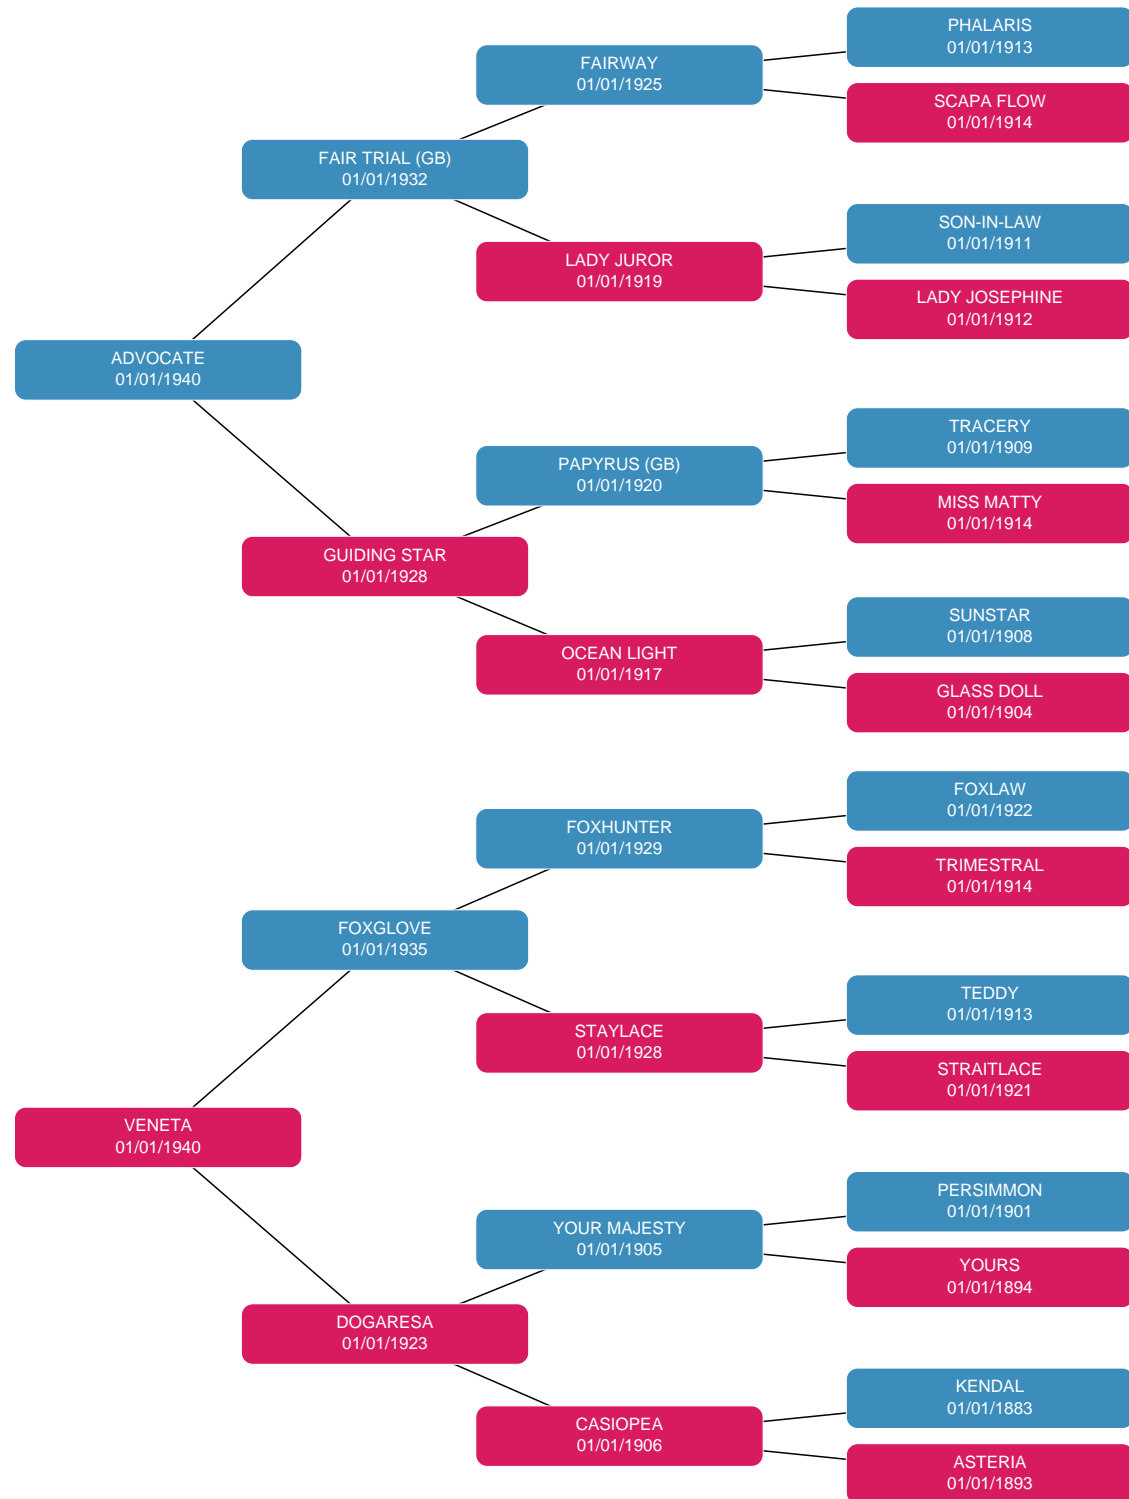 PHALARIS
01/01/1913
FAIRWAY
01/01/1925
SCAPA FLOW
01/01/1914
FAIR TRIAL (GB)
01/01/1932
SON-IN-LAW
01/01/1911
LADY JUROR
01/01/1919
LADY JOSEPHINE
01/01/1912
ADVOCATE
01/01/1940
TRACERY
01/01/1909
PAPYRUS (GB)
01/01/1920
MISS MATTY
01/01/1914
GUIDING STAR
01/01/1928
SUNSTAR
01/01/1908
OCEAN LIGHT
01/01/1917
GLASS DOLL
01/01/1904
FOXLAW
01/01/1922
FOXHUNTER
01/01/1929
TRIMESTRAL
01/01/1914
FOXGLOVE
01/01/1935
TEDDY
01/01/1913
STAYLACE
01/01/1928
STRAITLACE
01/01/1921
VENETA
01/01/1940
PERSIMMON
01/01/1901
YOUR MAJESTY
01/01/1905
YOURS
01/01/1894
DOGARESA
01/01/1923
KENDAL
01/01/1883
CASIOPEA
01/01/1906
ASTERIA
01/01/1893